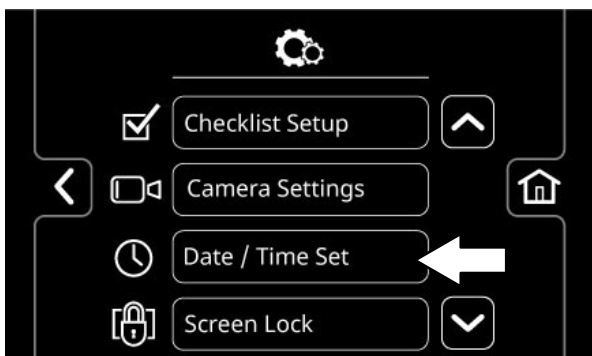 Checklist Setup
Camera Settings
Date / Time Set
Screen Lock